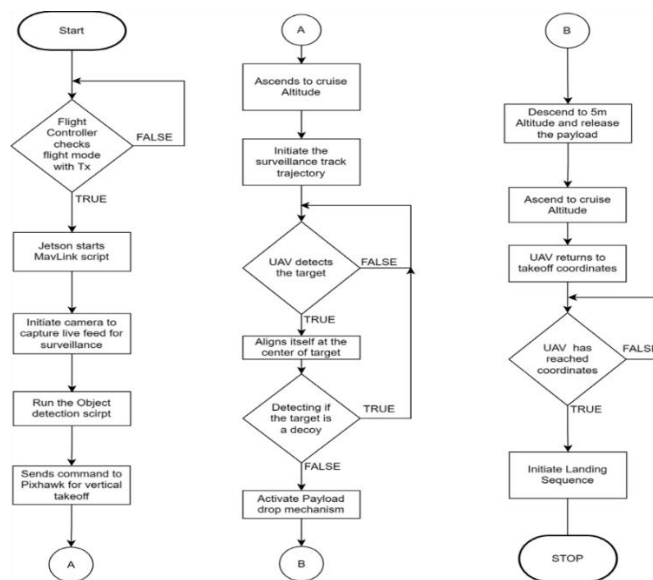 Start
Flight
Controller
checks
flight mode
with Tx
FALSE
TRUE
Jetson starts
MavLink script
Initiate camera to
capture live feed for
surveillance
Run the Object
detection scirpt
Sends command to
Pixhawk for vertical
takeoff
A
A
Ascends to cruise
Altitude
Initiate the
surveillance track
trajectory
UAV detects
the target
FALSE
TRUE
Aligns itself at the
center of target
Detecting if
the target is
a decoy
TRUE
FALSE
Activate Payload
drop mechanism
B
B
Descend to 5m
Altitude and release
the payload
Ascend to cruise
Altitude
UAV returns to
takeoff coordinates
UAV has
reached
coordinates
FALSE
TRUE
Initiate Landing
Sequence
STOP